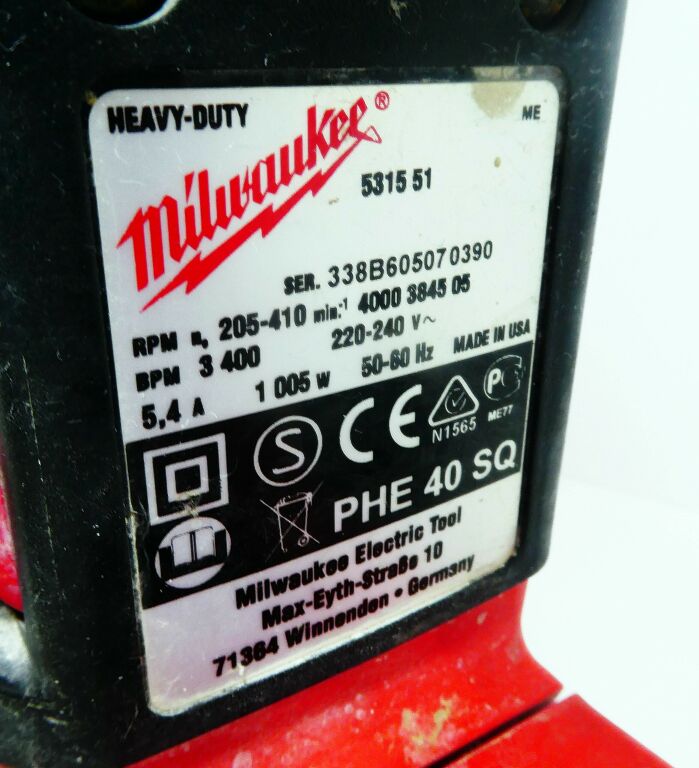 HEAVY-DUTY
ME
Milwaukee®
5315 51
SER. 338B605070390
RPM n, 205-410 min.-1 4000 3845 05
BPM 3 400 220-240 V~
5,4 A 1 005 W 50-60 Hz MADE IN USA
S CE N1565 PG ME77
PHE 40 SQ
Milwaukee Electric Tool
Max-Eyth-Straße 10
71364 Winnenden • Germany